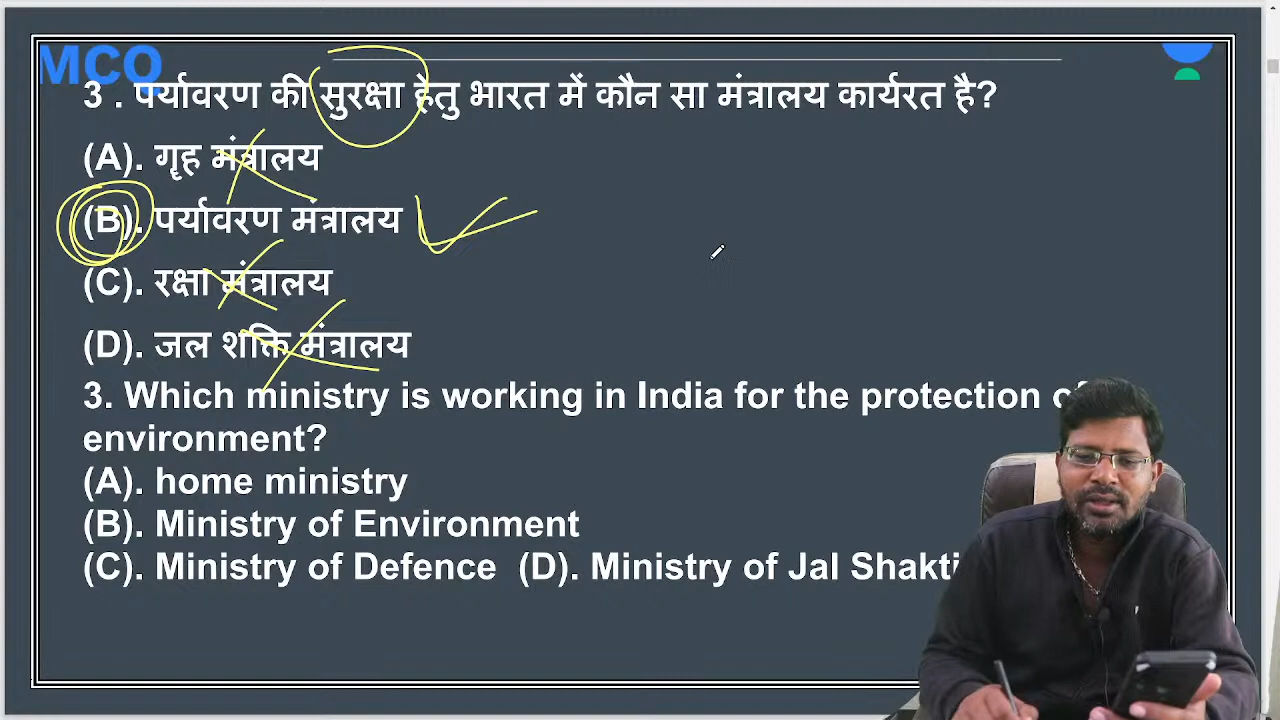 MCQ
3 . पर्यावरण की सुरक्षा हेतु भारत में कौन सा मंत्रालय कार्यरत है?
(A). गृह मंत्रालय
(B). पर्यावरण मंत्रालय
(C). रक्षा मंत्रालय
(D). जल शक्ति मंत्रालय
3. Which ministry is working in India for the protection of
environment?
(A). home ministry
(B). Ministry of Environment
(C). Ministry of Defence (D). Ministry of Jal Shakti